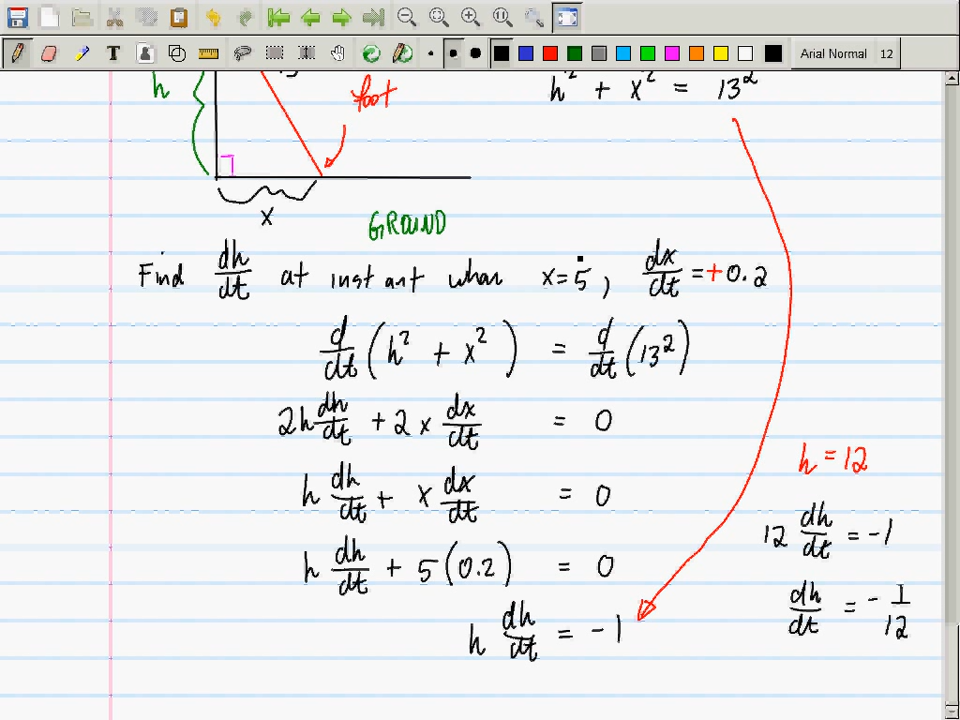 Arial Normal 12
h
foot
h² + x² = 13²
x
GROUND
Find dh/dt at instant when x = 5, dx/dt = +0.2
d/dt (h² + x²) = d/dt (13²)
2h dh/dt + 2x dx/dt = 0
h = 12
h dh/dt + x dx/dt = 0
12 dh/dt = -1
h dh/dt + 5(0.2) = 0
dh/dt = - 1/12
h dh/dt = -1